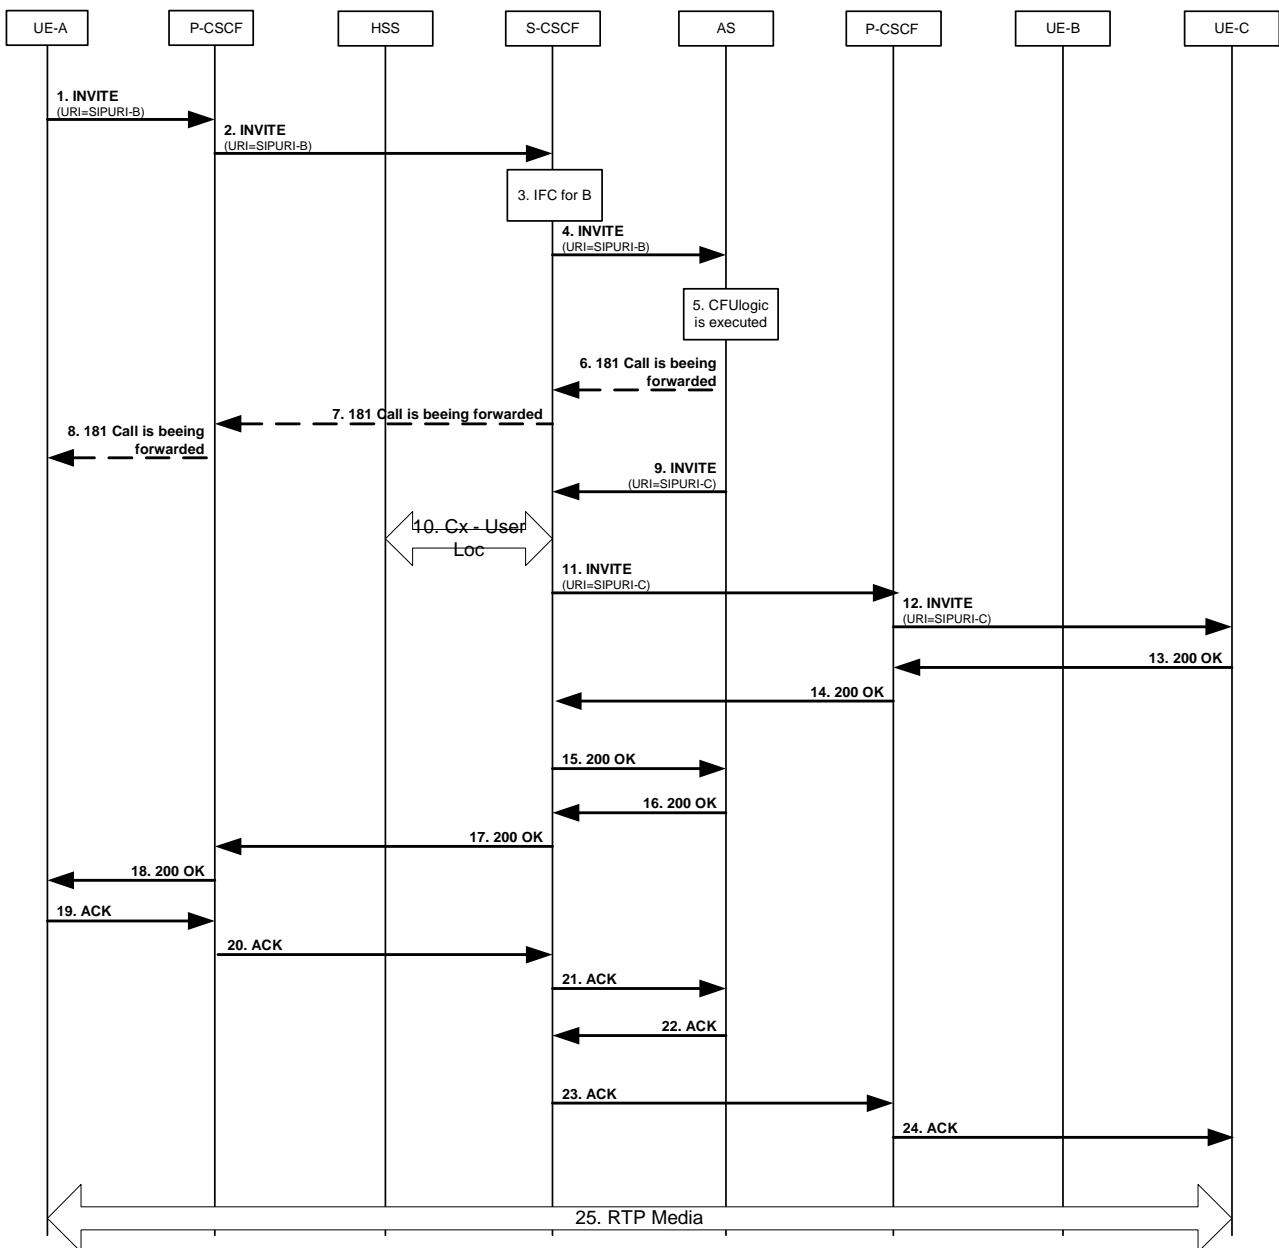 UE-A
P-CSCF
HSS
S-CSCF
AS
P-CSCF
UE-B
UE-C
1. INVITE
(URI=SIPURI-B)
2. INVITE
(URI=SIPURI-B)
3. IFC for B
4. INVITE
(URI=SIPURI-B)
5. CFUlogic
is executed
6. 181 Call is beeing
forwarded
7. 181 Call is beeing forwarded
8. 181 Call is beeing
forwarded
9. INVITE
(URI=SIPURI-C)
10. Cx - User
Loc
11. INVITE
(URI=SIPURI-C)
12. INVITE
(URI=SIPURI-C)
13. 200 OK
14. 200 OK
15. 200 OK
16. 200 OK
17. 200 OK
18. 200 OK
19. ACK
20. ACK
21. ACK
22. ACK
23. ACK
24. ACK
25. RTP Media